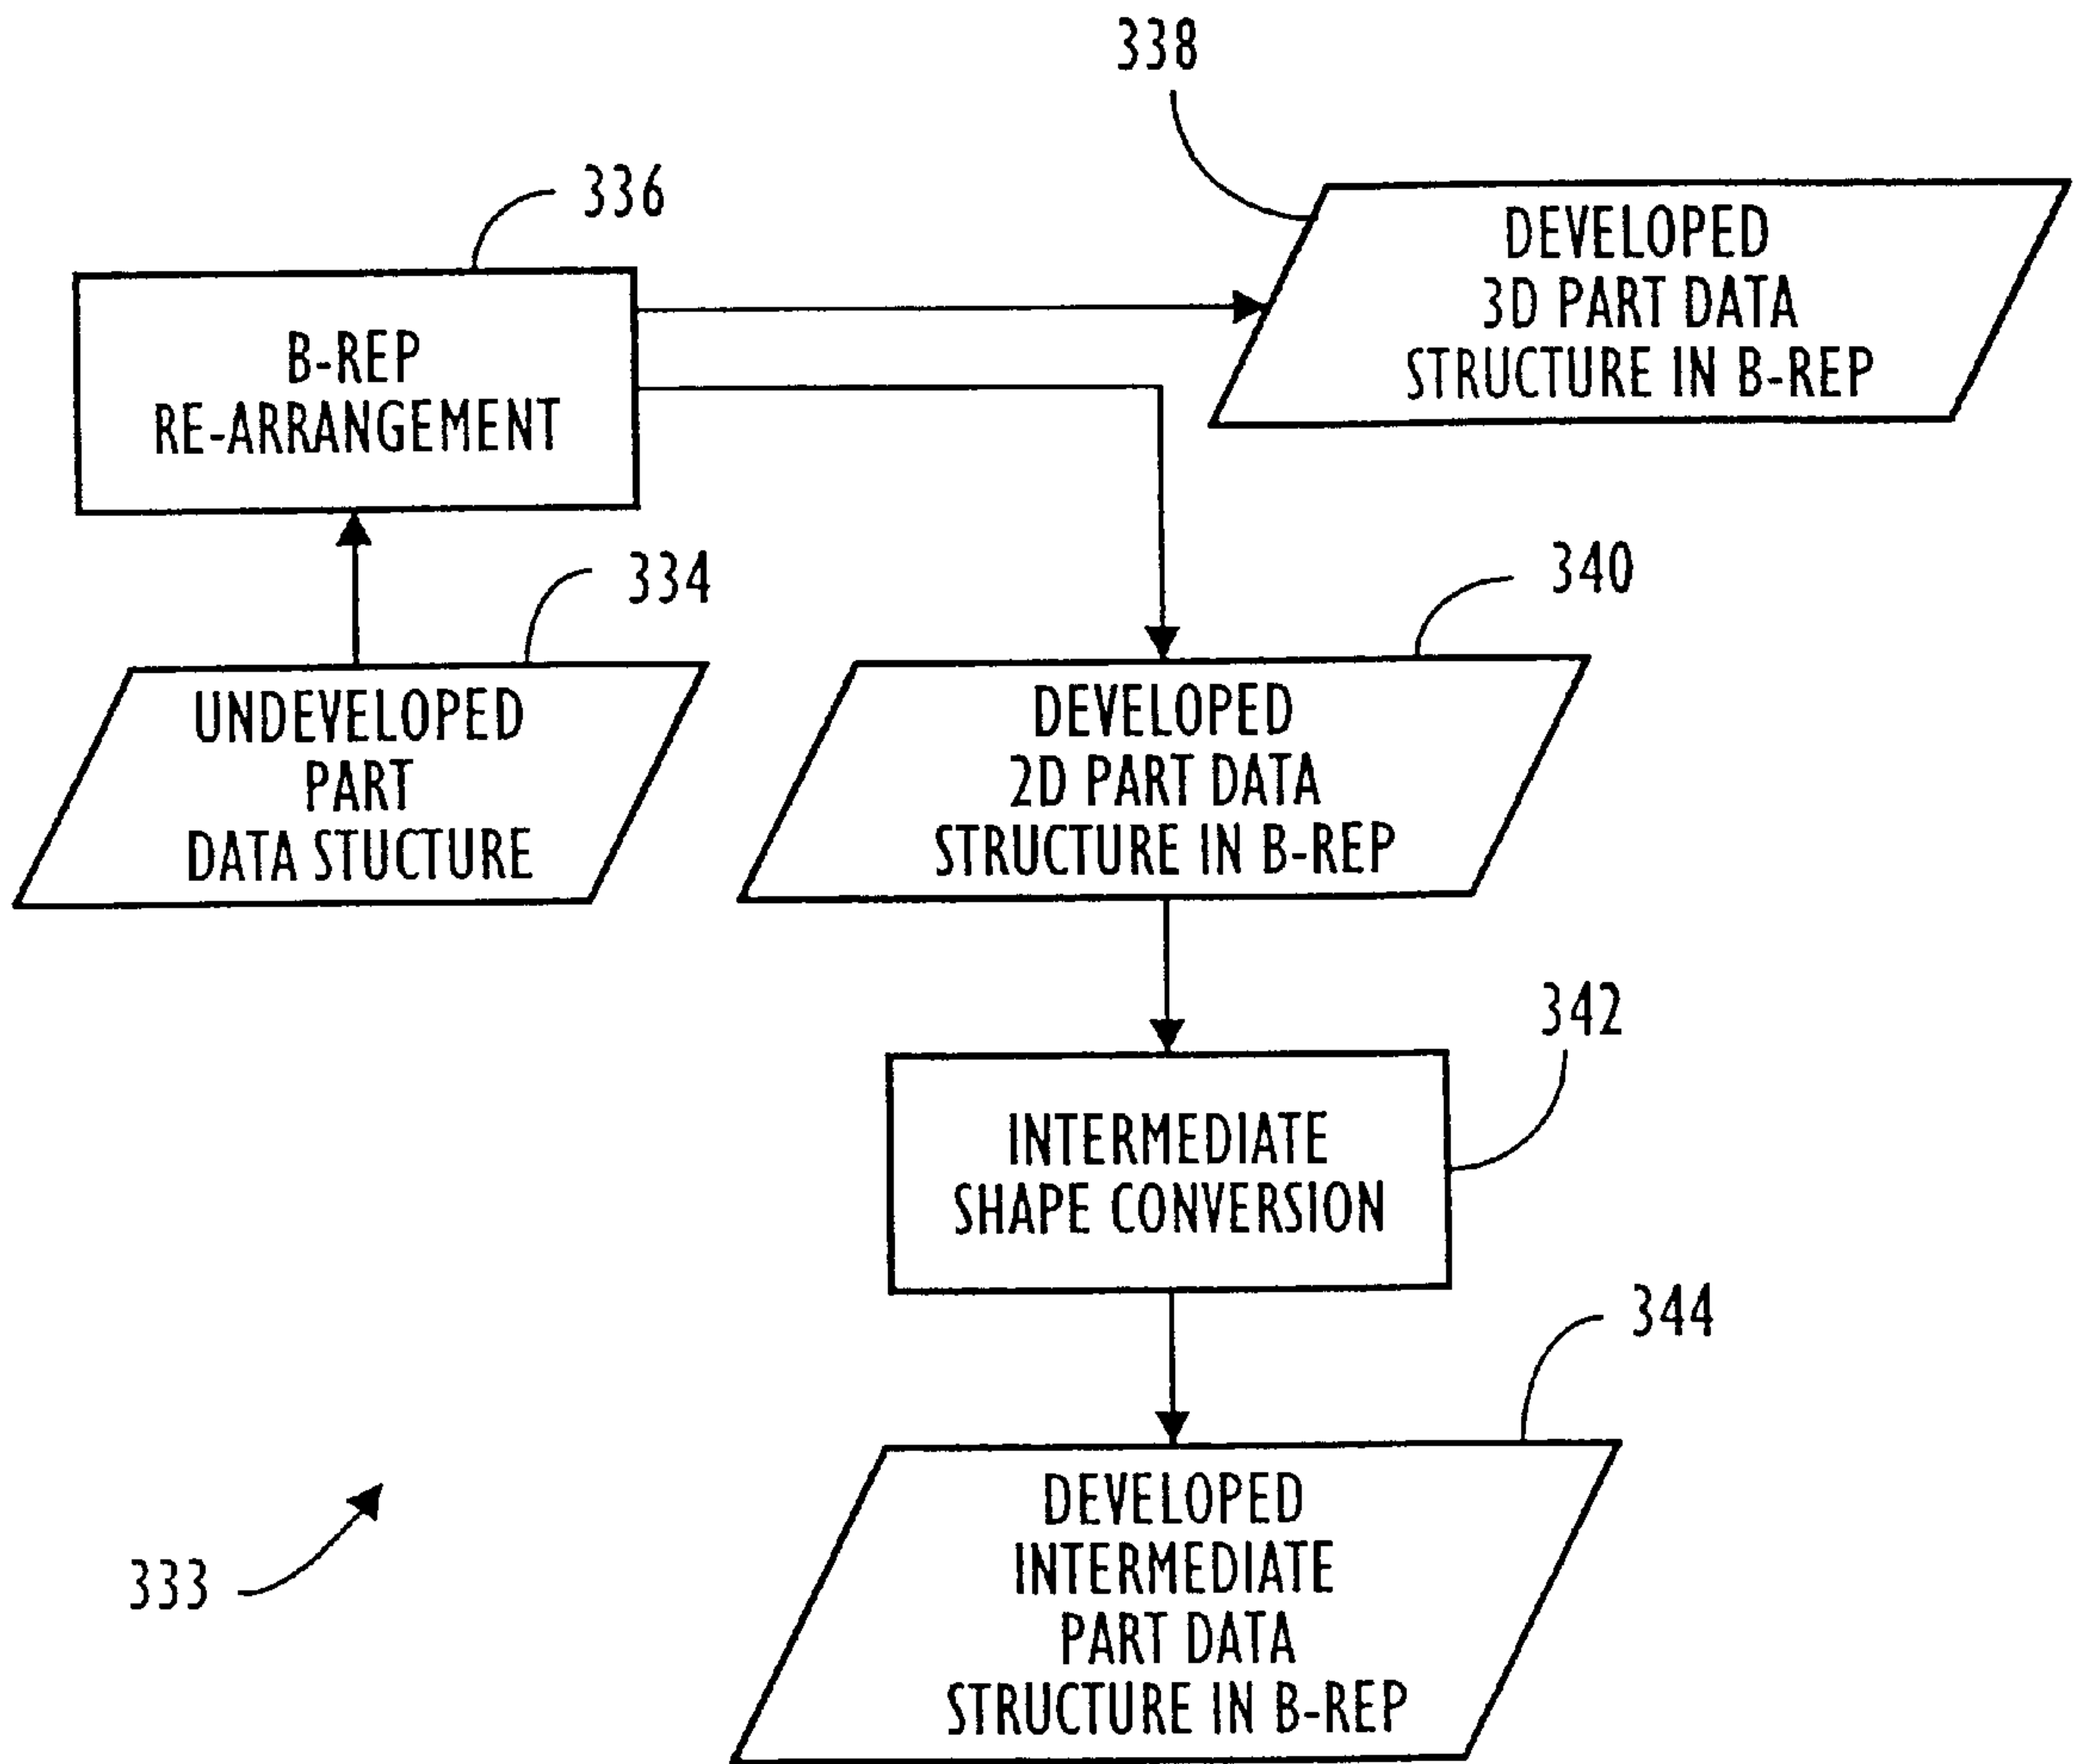 338
336
DEVELOPED
3D PART DATA
STRUCTURE IN B-REP
B-REP
RE-ARRANGEMENT
334
340
UNDEVELOPED
PART
DATA STUCTURE
DEVELOPED
2D PART DATA
STRUCTURE IN B-REP
342
INTERMEDIATE
SHAPE CONVERSION
344
DEVELOPED
INTERMEDIATE
PART DATA
STRUCTURE IN B-REP
333